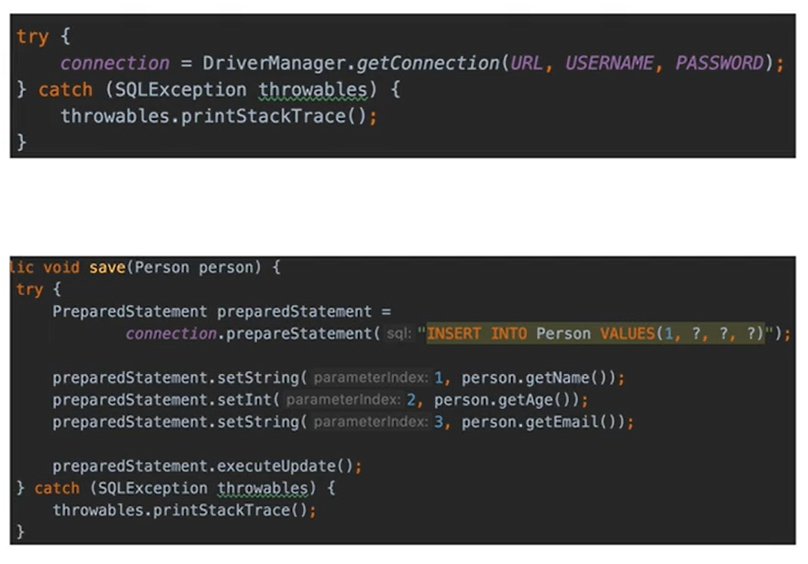 try {
connection = DriverManager.getConnection(URL, USERNAME, PASSWORD);
} catch (SQLException throwables) {
throwables.printStackTrace();
}
lic void save(Person person) {
try {
PreparedStatement preparedStatement =
connection.prepareStatement( sql: "INSERT INTO Person VALUES(1, ?, ?, ?)");
preparedStatement.setString( parameterIndex: 1, person.getName());
preparedStatement.setInt( parameterIndex: 2, person.getAge());
preparedStatement.setString( parameterIndex: 3, person.getEmail());
preparedStatement.executeUpdate();
} catch (SQLException throwables) {
throwables.printStackTrace();
}